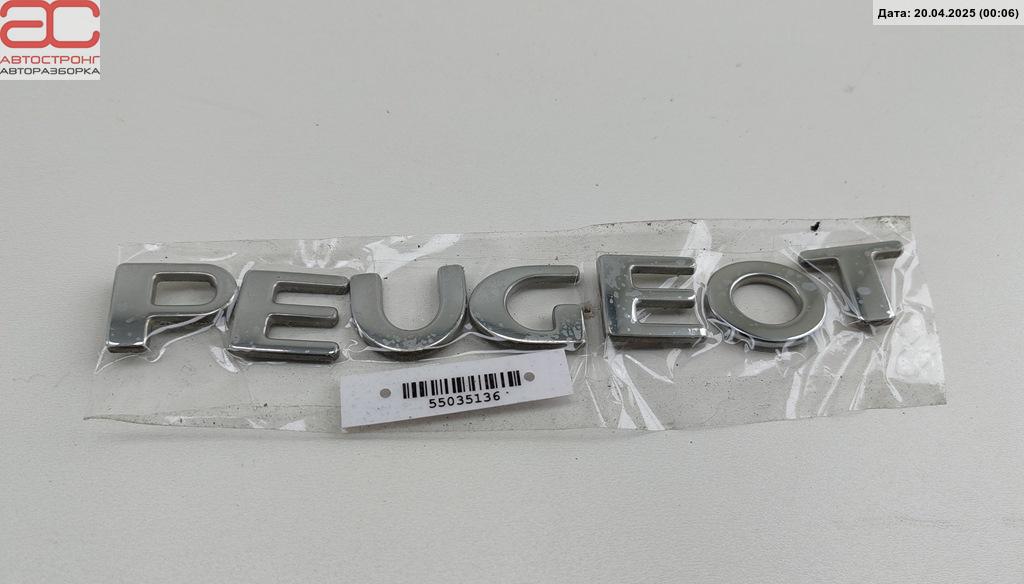 ac
АВТОСТРОНГ
АВТОРАЗБОРКА
Дата: 20.04.2025 (00:06)
PEUGEOT
55035136